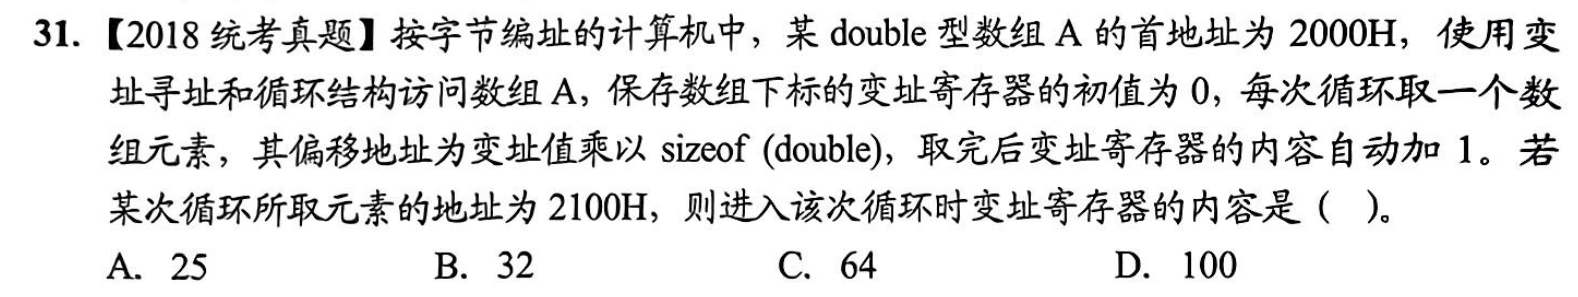 31.【2018 统考真题】按字节编址的计算机中，某 double 型数组 A 的首地址为 2000H，使用变
址寻址和循环结构访问数组 A，保存数组下标的变址寄存器的初值为 0，每次循环取一个数
组元素，其偏移地址为变址值乘以 sizeof (double)，取完后变址寄存器的内容自动加 1。若
某次循环所取元素的地址为 2100H，则进入该次循环时变址寄存器的内容是（ ）。
A. 25 B. 32 C. 64 D. 100